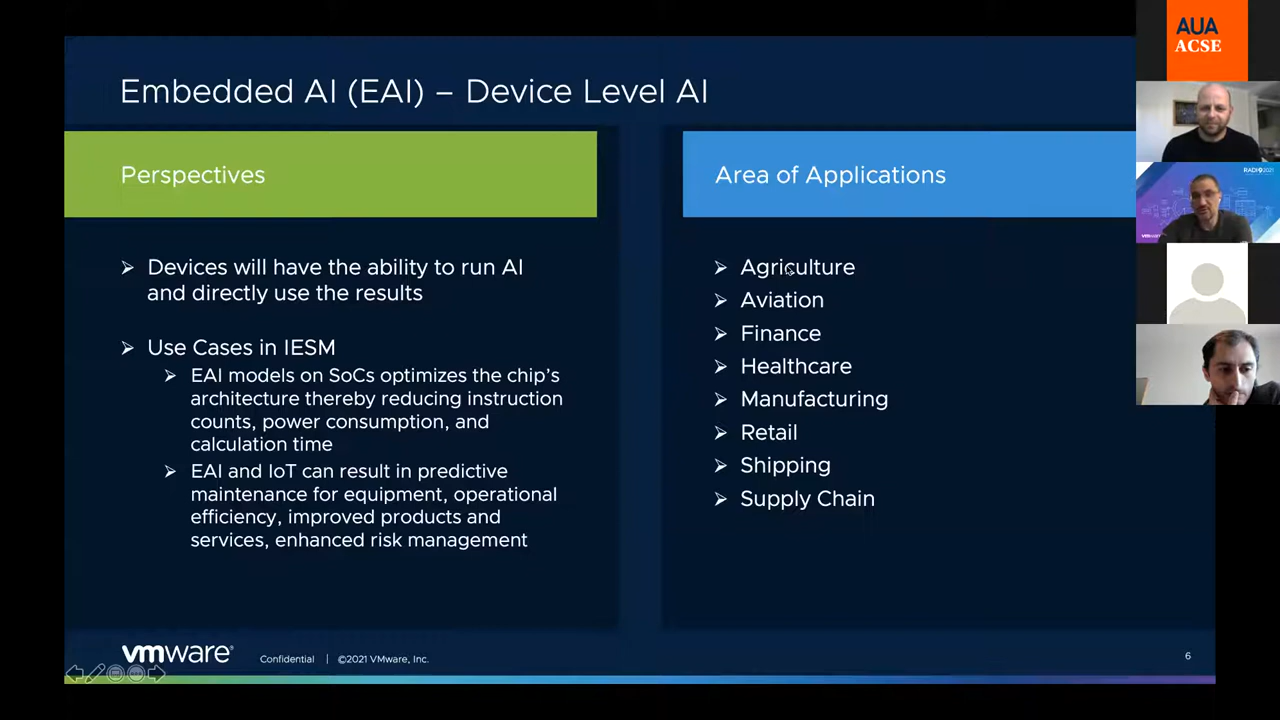 AUA
ACSE
Embedded AI (EAI) – Device Level AI
Perspectives
Devices will have the ability to run AI
and directly use the results
Use Cases in IESM
EAI models on SoCs optimizes the chip's
architecture thereby reducing instruction
counts, power consumption, and
calculation time
EAI and IoT can result in predictive
maintenance for equipment, operational
efficiency, improved products and
services, enhanced risk management
Area of Applications
Agriculture
Aviation
Finance
Healthcare
Manufacturing
Retail
Shipping
Supply Chain
RADIO 2021
vmware® Confidential | ©2021 VMware, Inc. 6